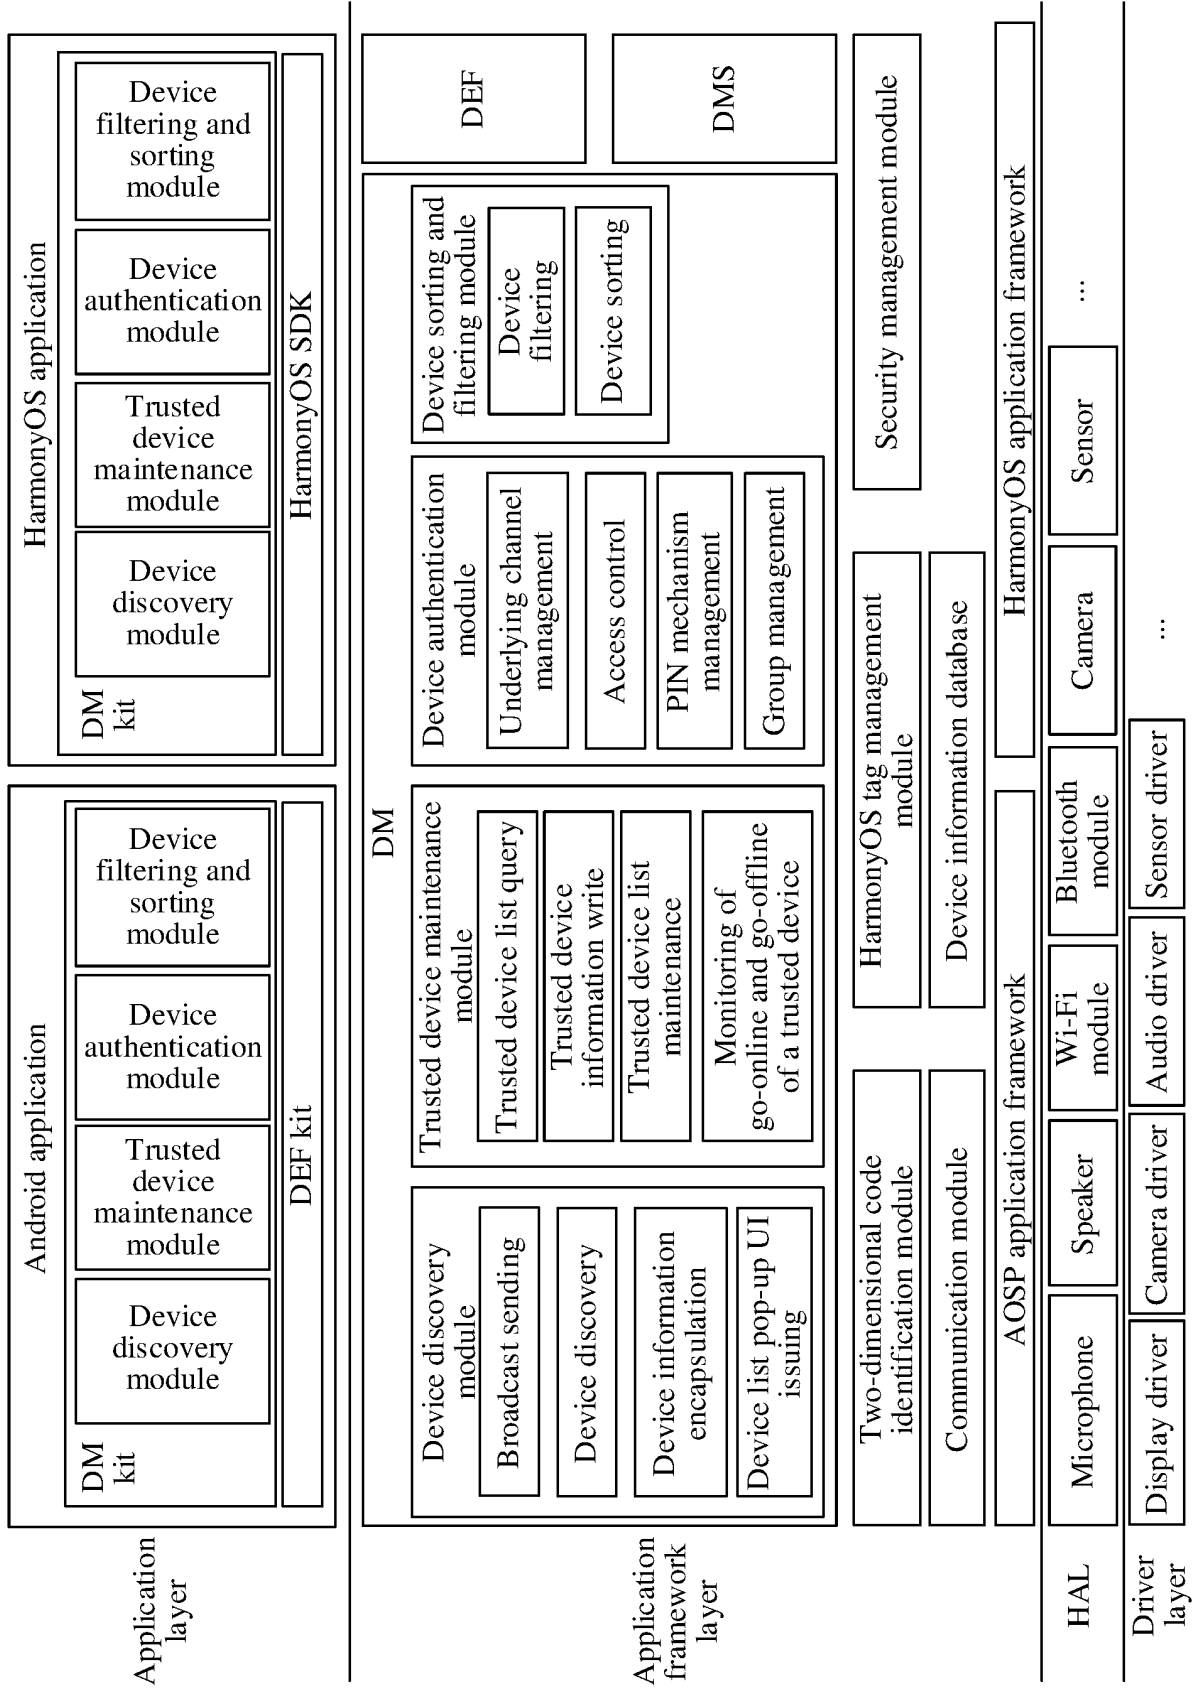 Application
layer
Android application
DM
kit
Device
discovery
module
Trusted
device
maintenance
module
Device
authentication
module
Device
filtering and
sorting
module
DEF kit
HarmonyOS application
DM
kit
Device
discovery
module
Trusted
device
maintenance
module
Device
authentication
module
Device
filtering and
sorting
module
HarmonyOS SDK
Application
framework
layer
DM
Device discovery
module
Broadcast sending
Device discovery
Device information
encapsulation
Device list pop-up UI
issuing
Trusted device maintenance
module
Trusted device list query
Trusted device
information write
Trusted device list
maintenance
Monitoring of
go-online and go-offline
of a trusted device
Device authentication
module
Underlying channel
management
Access control
PIN mechanism
management
Group management
Device sorting and
filtering module
Device
filtering
Device sorting
DEF
DMS
Two-dimensional code
identification module
HarmonyOS tag management
module
Security management module
Communication module
Device information database
AOSP application framework
HarmonyOS application framework
HAL
Microphone
Speaker
Wi-Fi
module
Bluetooth
module
Camera
Sensor
...
Driver
layer
Display driver
Camera driver
Audio driver
Sensor driver
...